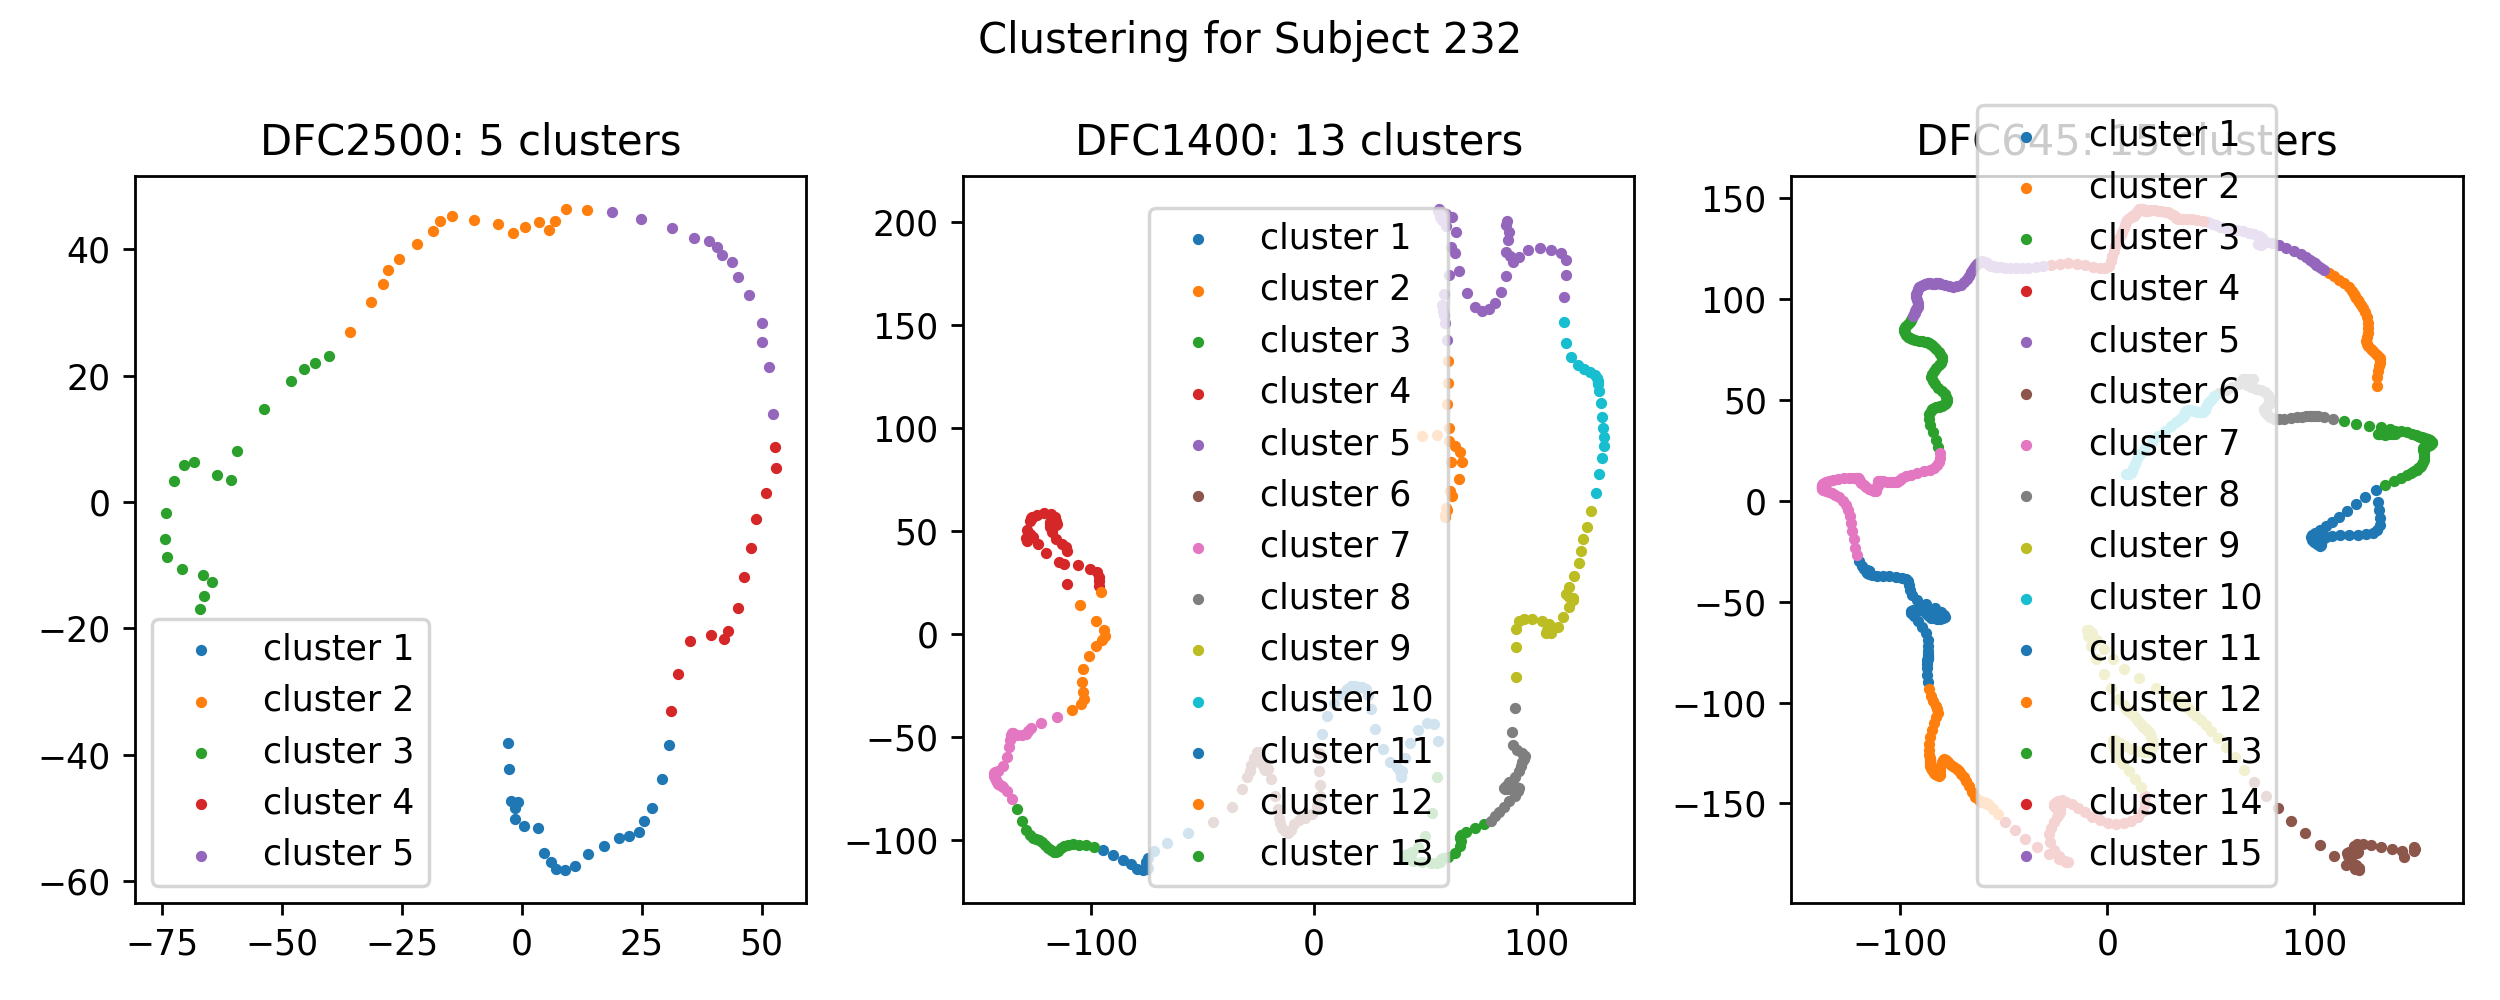 Clustering for Subject 232
DFC2500: 5 clusters
40
20
0
−20
−40
−60
−75
−50
−25
0
25
50
cluster 1
cluster 2
cluster 3
cluster 4
cluster 5
DFC1400: 13 clusters
200
150
100
50
0
−50
−100
−100
0
100
cluster 1
cluster 2
cluster 3
cluster 4
cluster 5
cluster 6
cluster 7
cluster 8
cluster 9
cluster 10
cluster 11
cluster 12
cluster 13
DFC645: 15 clusters
150
100
50
0
−50
−100
−150
−100
0
100
cluster 1
cluster 2
cluster 3
cluster 4
cluster 5
cluster 6
cluster 7
cluster 8
cluster 9
cluster 10
cluster 11
cluster 12
cluster 13
cluster 14
cluster 15